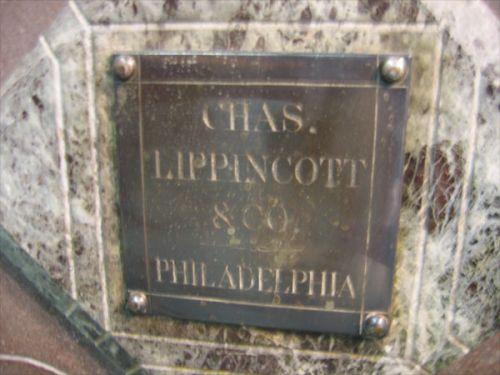 CHAS.
LIPPINCOTT
& CO.
PHILADELPHIA